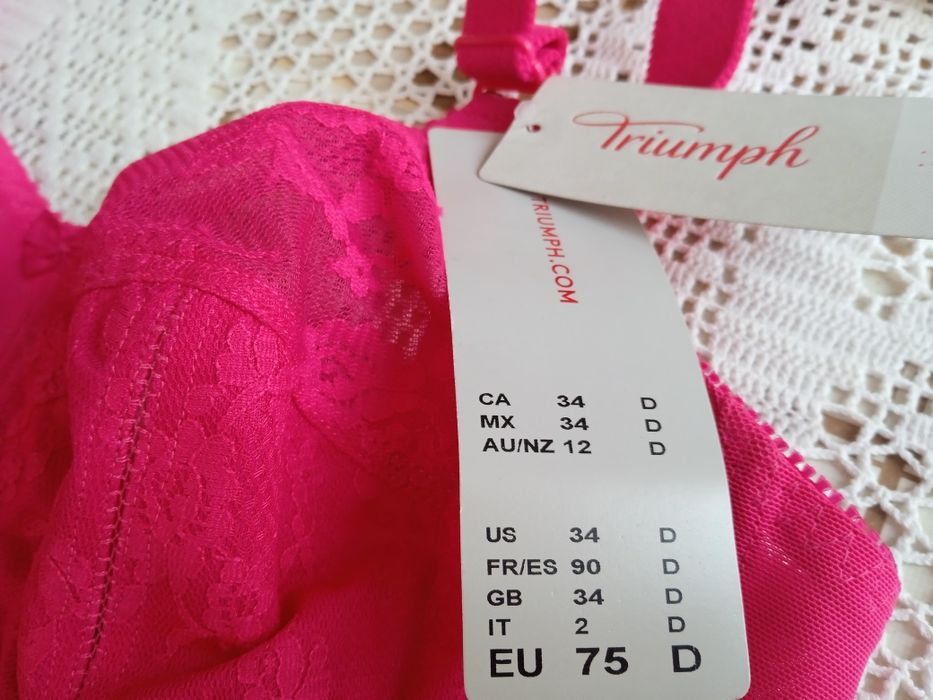 Triumph
TRIUMPH.COM
CA 34 D
MX 34 D
AU/NZ 12 D
US 34 D
FR/ES 90 D
GB 34 D
IT 2 D
EU 75 D